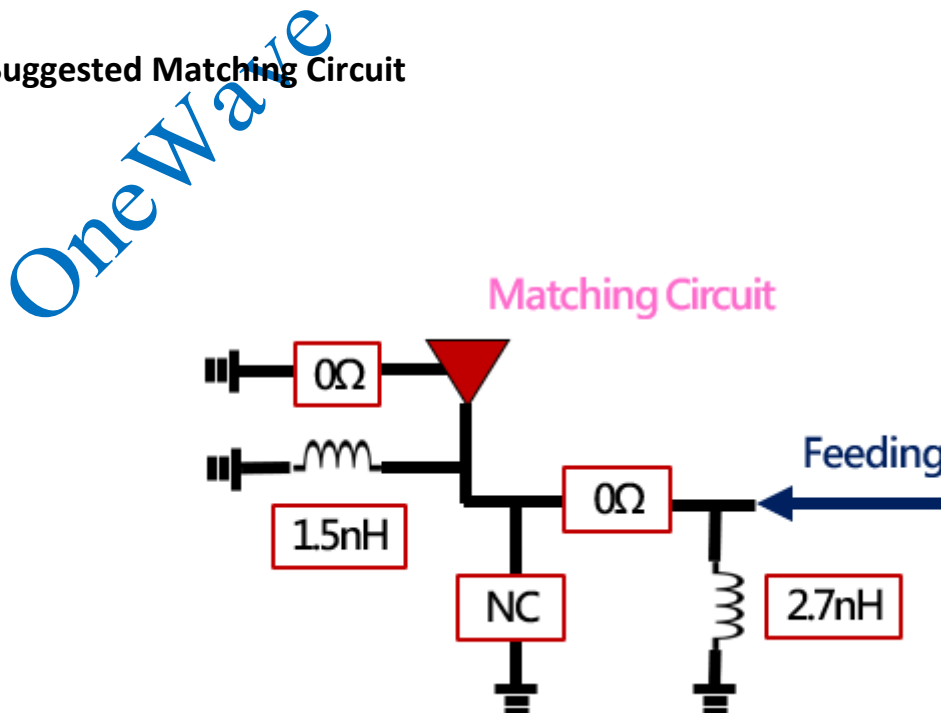 uggested Matching Circuit
OneWave
Matching Circuit
0Ω
Feeding
0Ω
1.5nH
NC
2.7nH